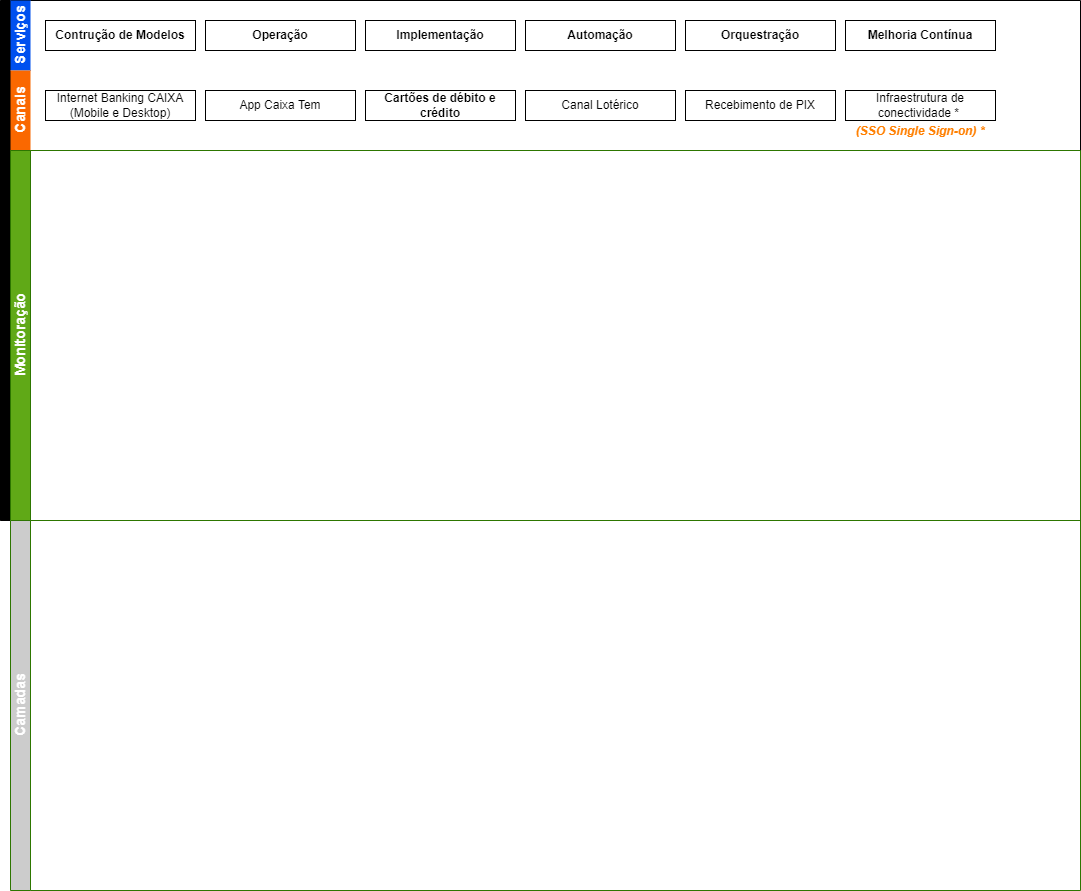 Serviços
Contrução de Modelos
Operação
Implementação
Automação
Orquestração
Melhoria Contínua
Canais
Internet Banking CAIXA
(Mobile e Desktop)
App Caixa Tem
Cartões de débito e
crédito
Canal Lotérico
Recebimento de PIX
Infraestrutura de
conectividade *
(SSO Single Sign-on) *
Monitoração
Camadas